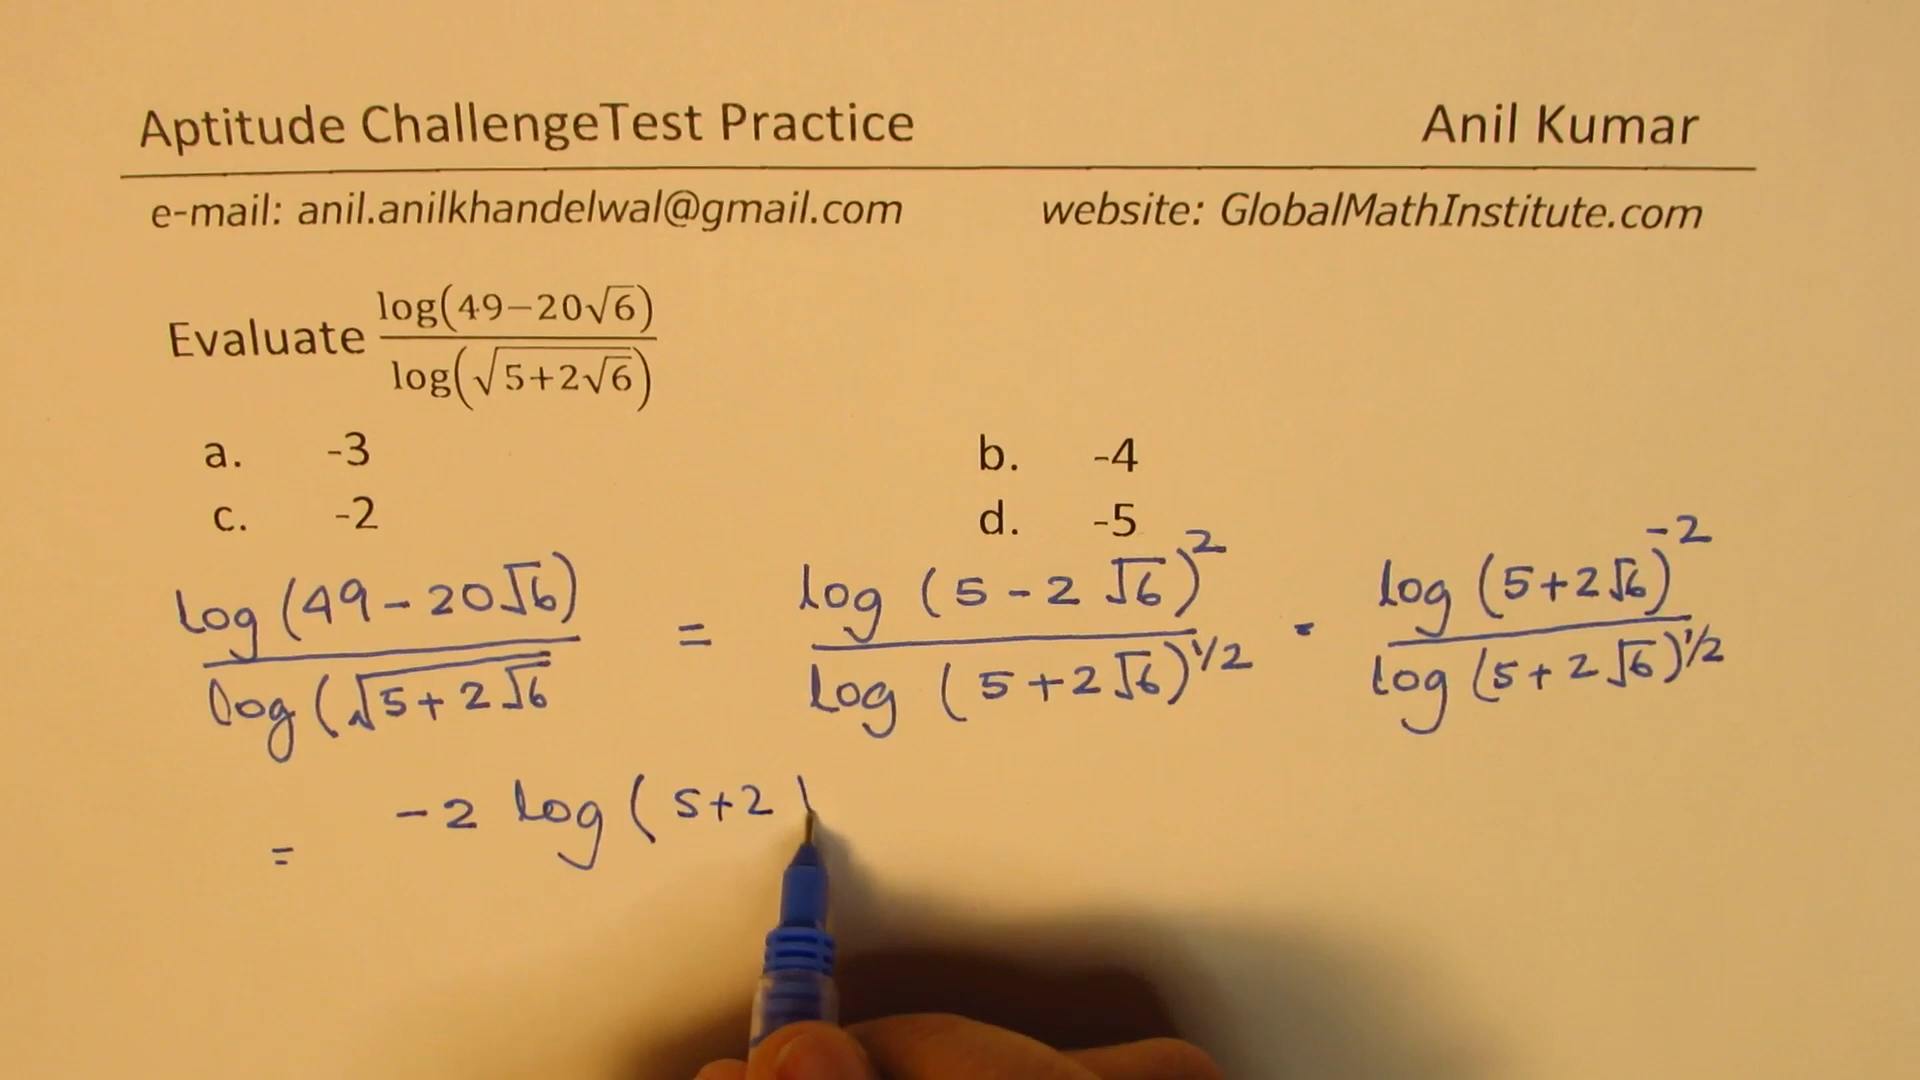 Aptitude ChallengeTest Practice Anil Kumar
e-mail: anil.anilkhandelwal@gmail.com website: GlobalMathInstitute.com
Evaluate log(49−20√6) / log(√(5+2√6))
a. -3 b. -4
c. -2 d. -5
log(49-20√6) / log(√5+2√6 = log(5-2√6)^2 / log(5+2√6)^1/2 = log(5+2√6)^-2 / log(5+2√6)^1/2
= -2 log(5+2